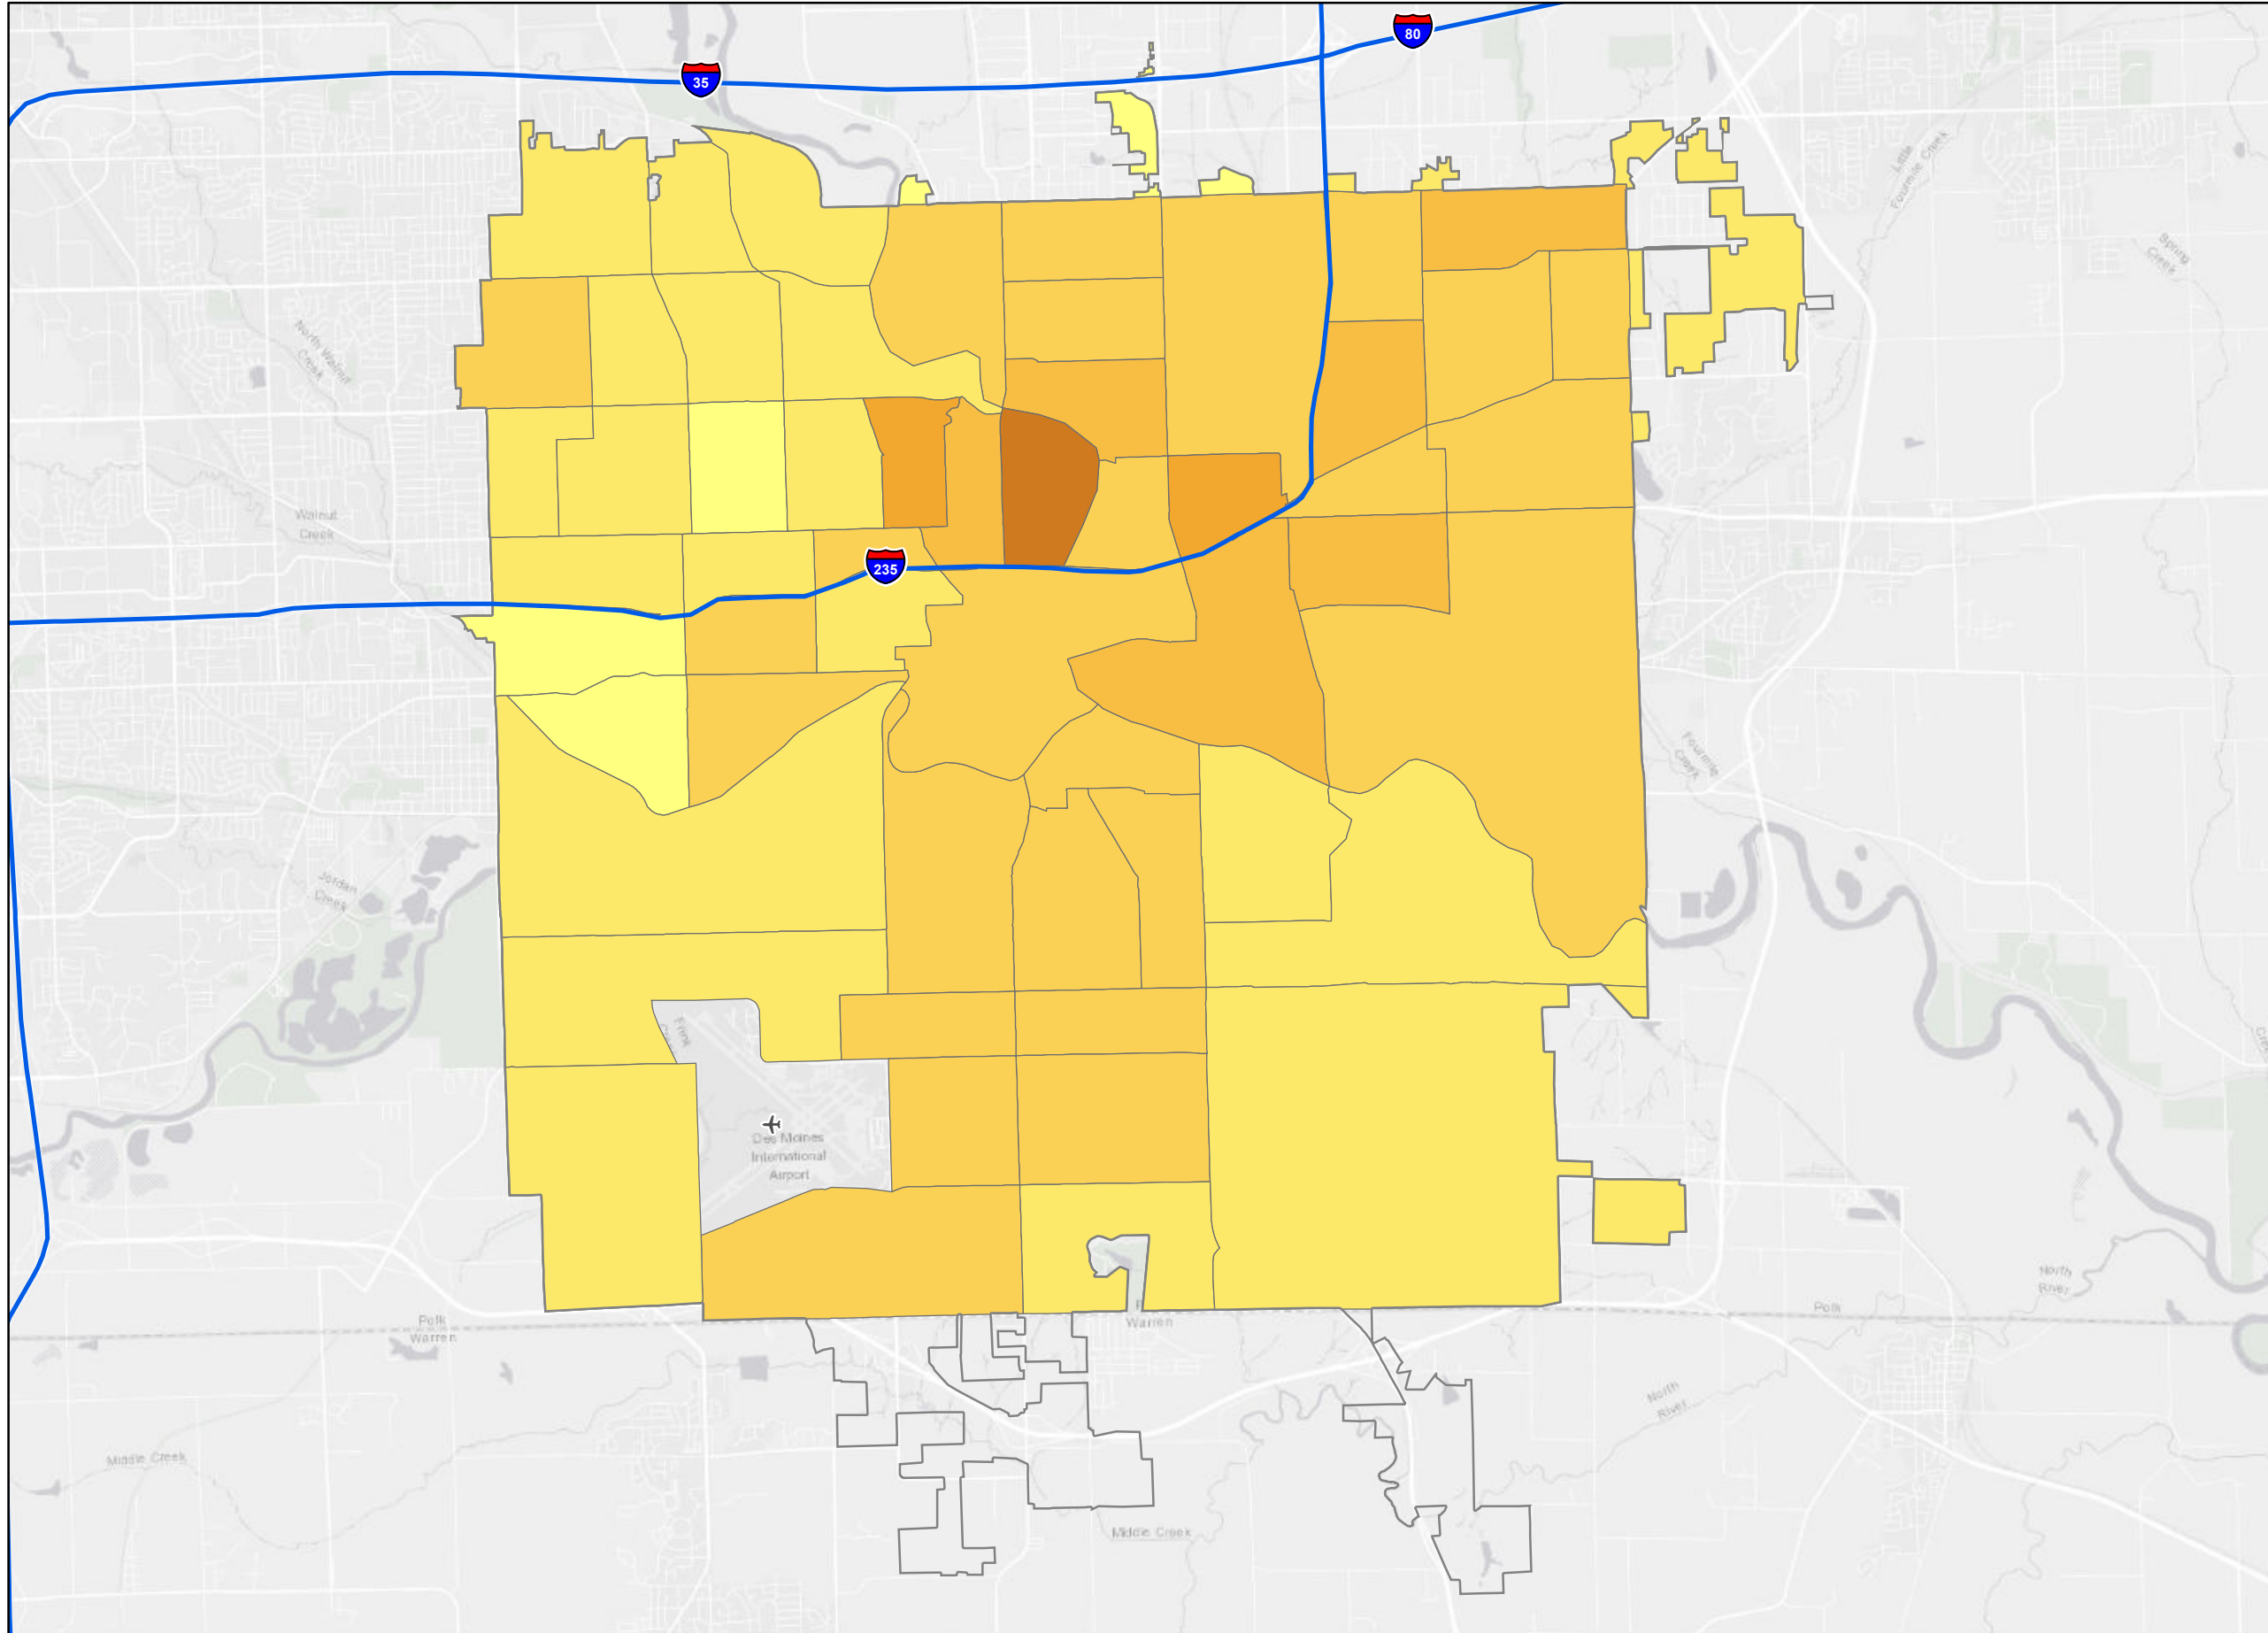 80
35
Little
Fourmile Creek
Spring
Creek
North Walnut
Creek
Walnut
Creek
235
Fourmile
Creek
Jordan
Creek
Frink
Des Moines
International
Airport
North
River
Polk
Warren
Warren
Polk
North
River
Middle Creek
Middle Creek